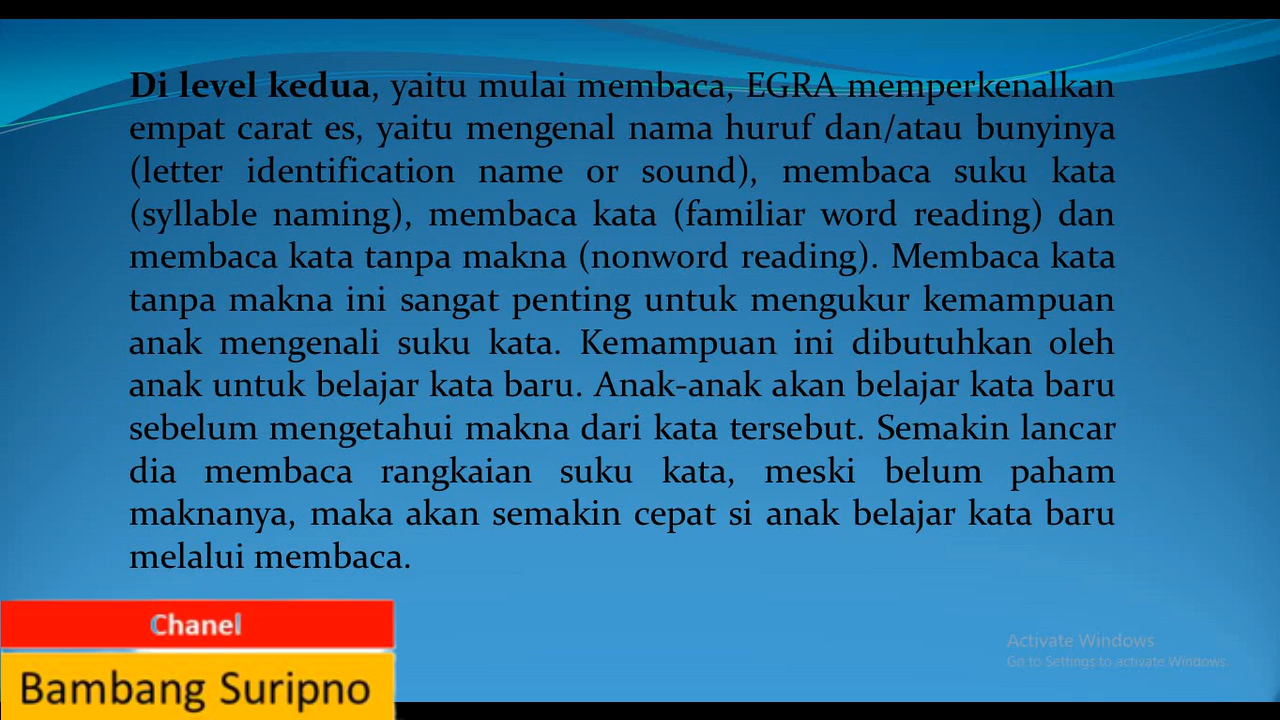 Di level kedua, yaitu mulai membaca, EGRA memperkenalkan
empat carat es, yaitu mengenal nama huruf dan/atau bunyinya
(letter identification name or sound), membaca suku kata
(syllable naming), membaca kata (familiar word reading) dan
membaca kata tanpa makna (nonword reading). Membaca kata
tanpa makna ini sangat penting untuk mengukur kemampuan
anak mengenali suku kata. Kemampuan ini dibutuhkan oleh
anak untuk belajar kata baru. Anak-anak akan belajar kata baru
sebelum mengetahui makna dari kata tersebut. Semakin lancar
dia membaca rangkaian suku kata, meski belum paham
maknanya, maka akan semakin cepat si anak belajar kata baru
melalui membaca.
Chanel
Bambang Suripno
Activate Windows
Go to Settings to activate Windows.